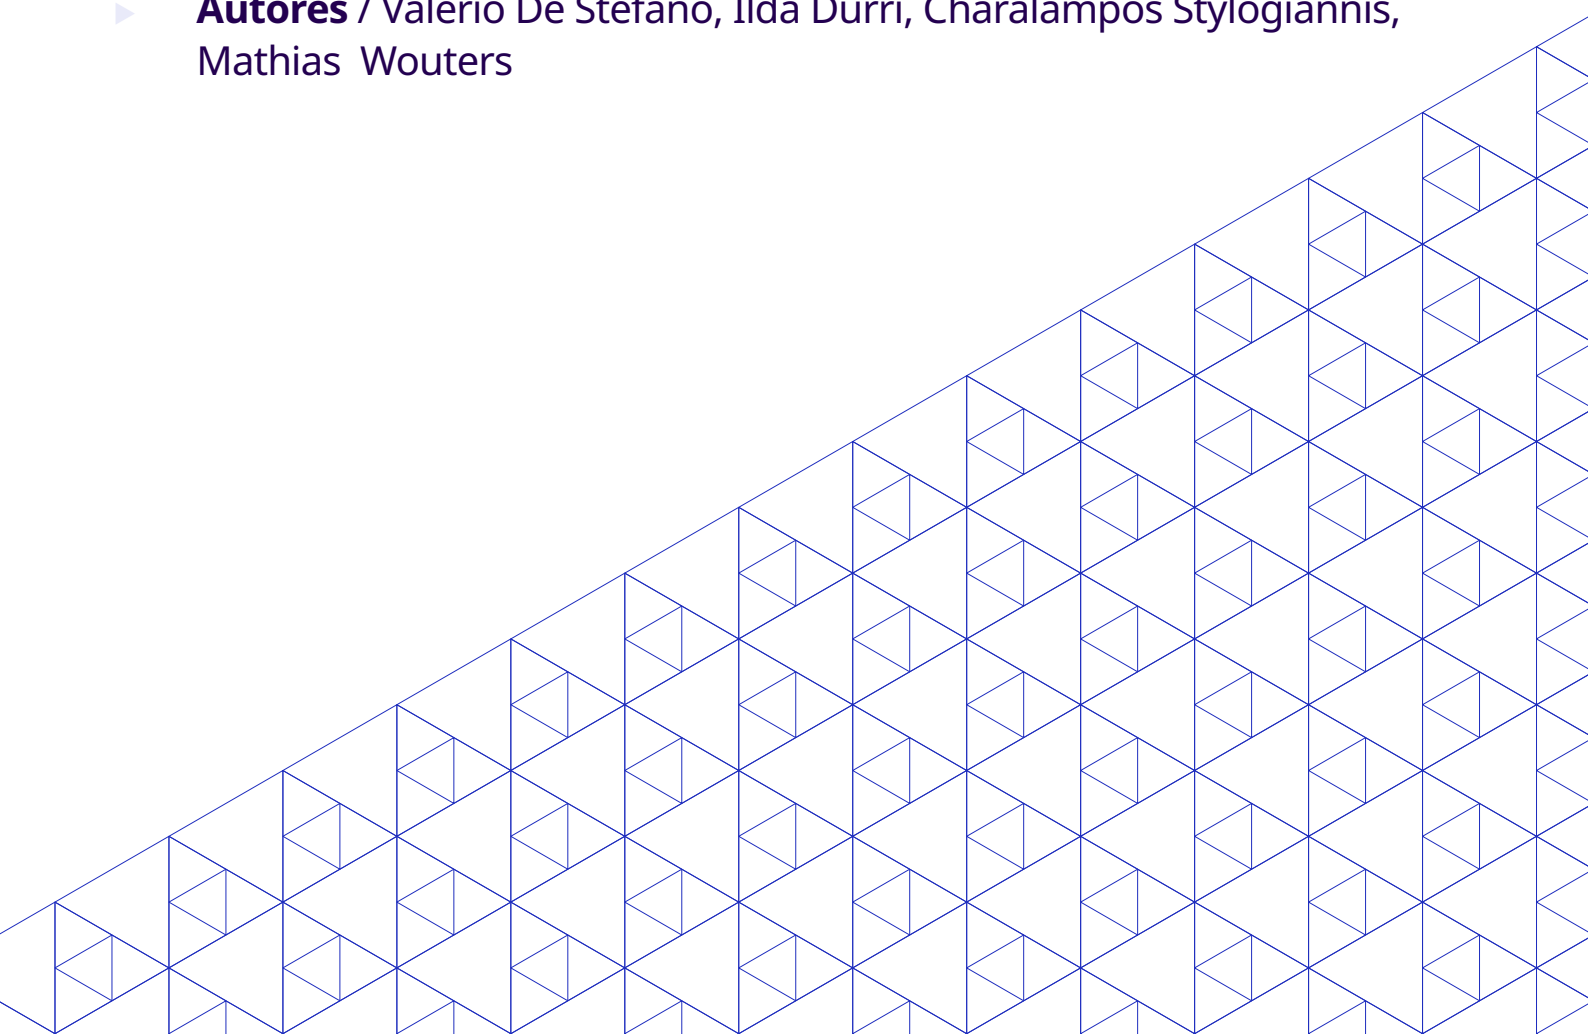 Autores / Valerio De Stefano, Ilda Durri, Charalampos Stylogiannis,
Mathias Wouters